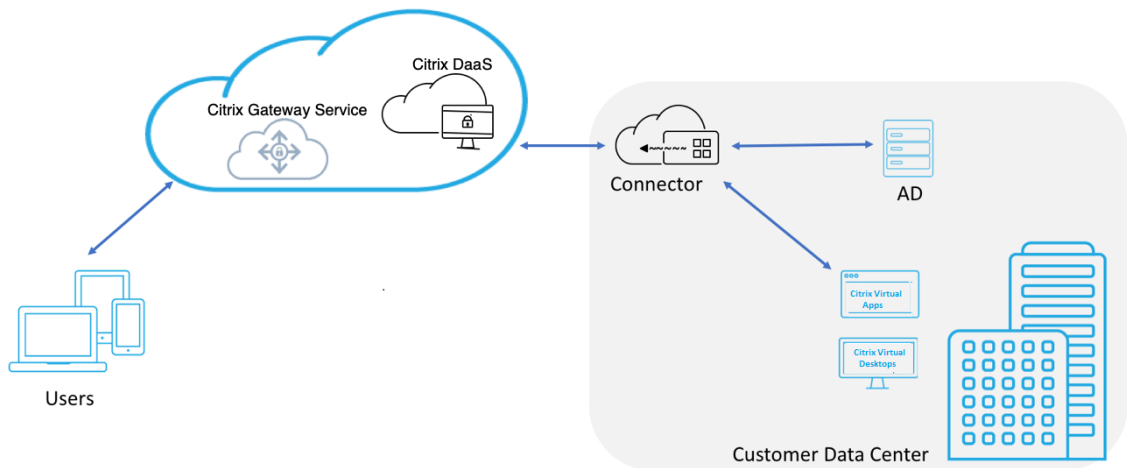 Citrix DaaS
Citrix Gateway Service
Connector
AD
Citrix Virtual
Apps
Citrix Virtual
Desktops
Users
Customer Data Center